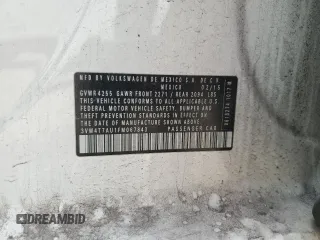 MFD BY VOLKSWAGEN DE MEXICO S.A. DE C.V.
MEXICO 02/15
GVWR 4255 GAWR FRONT 2271 / REAR 2094 LBS
THIS VEHICLE CONFORMS TO ALL APPLICABLE
FEDERAL MOTOR VEHICLE SAFETY, BUMPER AND
THEFT PREVENTION STANDARDS IN EFFECT ON THE
DATE OF MANUFACTURE SHOWN ABOVE
PASSENGER CAR
DREAMBID